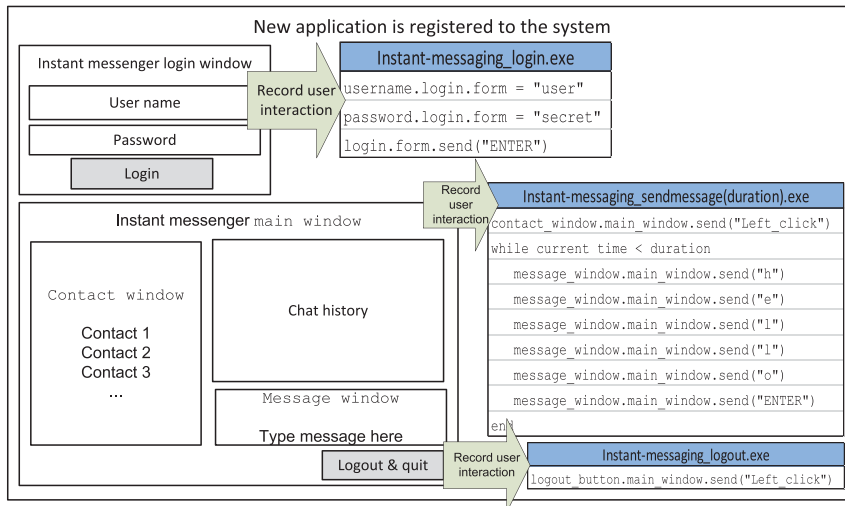 New application is registered to the system
Instant messenger login window
User name
Password
Login
Record user
interaction
Instant-messaging_login.exe
username.login.form = "user"
password.login.form = "secret"
login.form.send("ENTER")
Instant messenger main window
Contact window
Contact 1
Contact 2
Contact 3
...
Chat history
Message window
Type message here
Logout & quit
Record
user
interaction
Instant-messaging_sendmessage(duration).exe
contact_window.main_window.send("Left_click")
while current time < duration
message_window.main_window.send("h")
message_window.main_window.send("e")
message_window.main_window.send("l")
message_window.main_window.send("l")
message_window.main_window.send("o")
message_window.main_window.send("ENTER")
end
Record user
interaction
Instant-messaging_logout.exe
logout_button.main_window.send("Left_click")